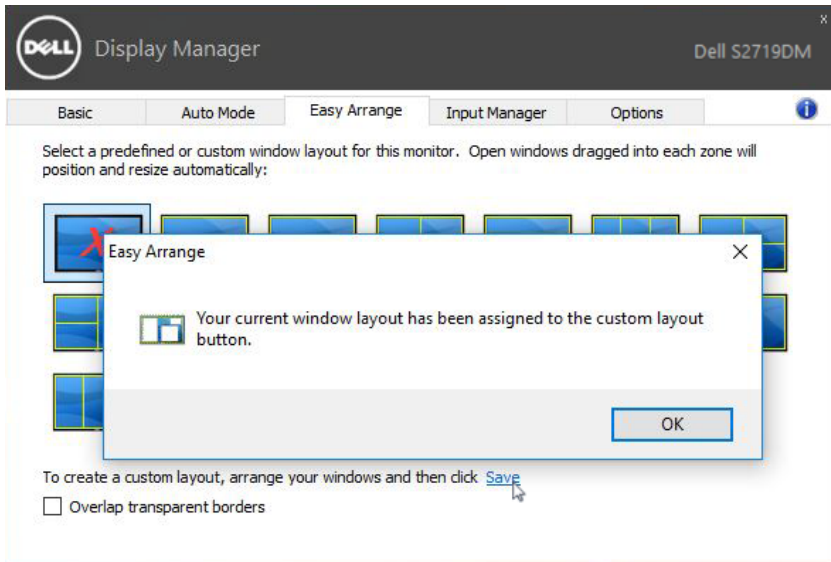 DELL Display Manager
x
Dell S2719DM
Basic Auto Mode Easy Arrange Input Manager Options
Select a predefined or custom window layout for this monitor. Open windows dragged into each zone will
position and resize automatically:
Easy Arrange
Your current window layout has been assigned to the custom layout
button.
OK
To create a custom layout, arrange your windows and then click Save
Overlap transparent borders